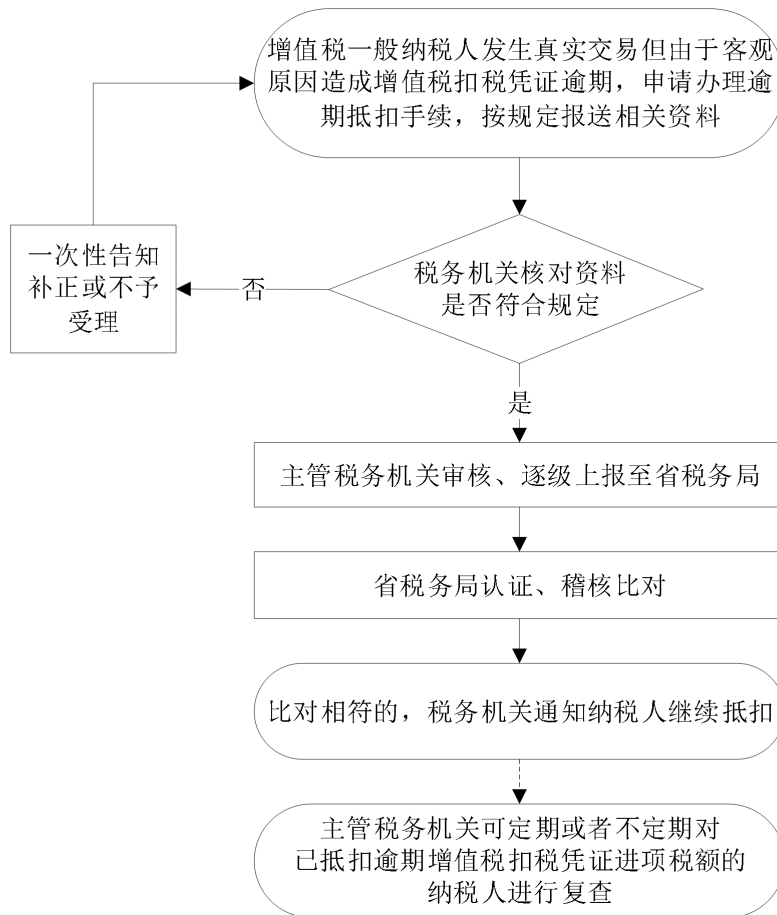 增值税一般纳税人发生真实交易但由于客观
原因造成增值税扣税凭证逾期，申请办理逾
期抵扣手续，按规定报送相关资料
税务机关核对资料
是否符合规定
否
一次性告知
补正或不予
受理
是
主管税务机关审核、逐级上报至省税务局
省税务局认证、稽核比对
比对相符的，税务机关通知纳税人继续抵扣
主管税务机关可定期或者不定期对
已抵扣逾期增值税扣税凭证进项税额的
纳税人进行复查